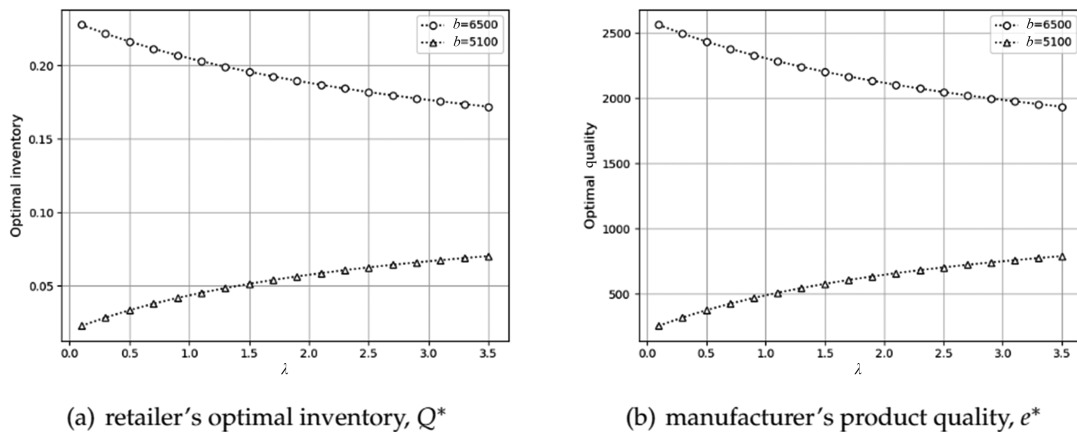 b=6500
b=5100
0.20
0.15
0.10
0.05
Optimal inventory
0.0 0.5 1.0 1.5 2.0 2.5 3.0 3.5
λ
(a) retailer's optimal inventory, Q*
b=6500
b=5100
2500
2000
1500
1000
500
Optimal quality
0.0 0.5 1.0 1.5 2.0 2.5 3.0 3.5
λ
(b) manufacturer's product quality, e*